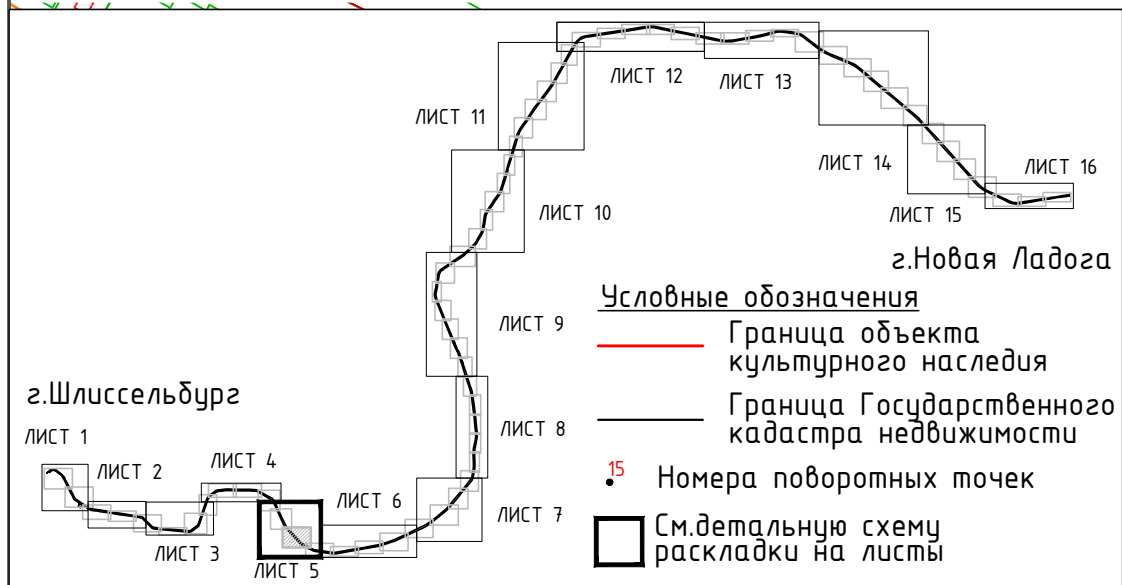 ЛИСТ 12
ЛИСТ 13
ЛИСТ 11
ЛИСТ 14
ЛИСТ 16
ЛИСТ 10
ЛИСТ 15
г.Новая Ладога
Условные обозначения
ЛИСТ 9
Граница объекта
культурного наследия
г.Шлиссельбург
Граница Государственного
кадастра недвижимости
ЛИСТ 8
ЛИСТ 1
ЛИСТ 2
ЛИСТ 4
15
Номера поворотных точек
ЛИСТ 6
ЛИСТ 7
См.детальную схему
раскладки на листы
ЛИСТ 3
ЛИСТ 5